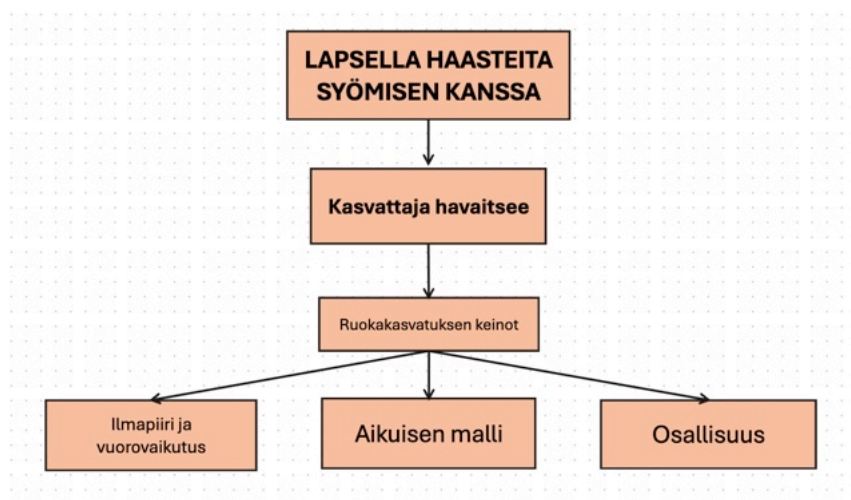 LAPSELLA HAASTEITA
SYÖMISEN KANSSA
Kasvattaja havaitsee
Ruokakasvatuksen keinot
Ilmapiiri ja
vuorovaikutus
Aikuisen malli
Osallisuus